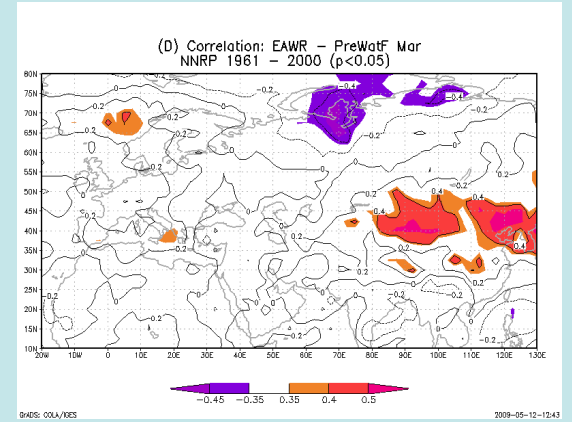 (D) Correlation: EAWR - PreWatF Mar
NNRP 1961 - 2000 (p<0.05)
80N
75N
70N
65N
60N
55N
50N
45N
40N
35N
30N
25N
20N
15N
10N
20W 10W 0 10E 20E 30E 40E 50E 60E 70E 80E 90E 100E 110E 120E 130E
-0.45 -0.35 0.35 0.4 0.5
GrADS: COLA/IGES 2009-05-12-12:43